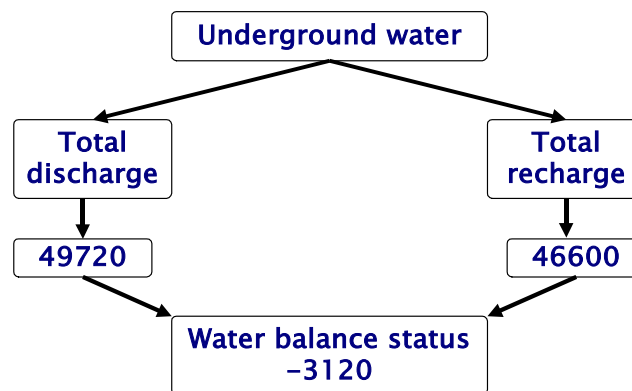 Underground water
Total
discharge
Total
recharge
49720
46600
Water balance status
-3120